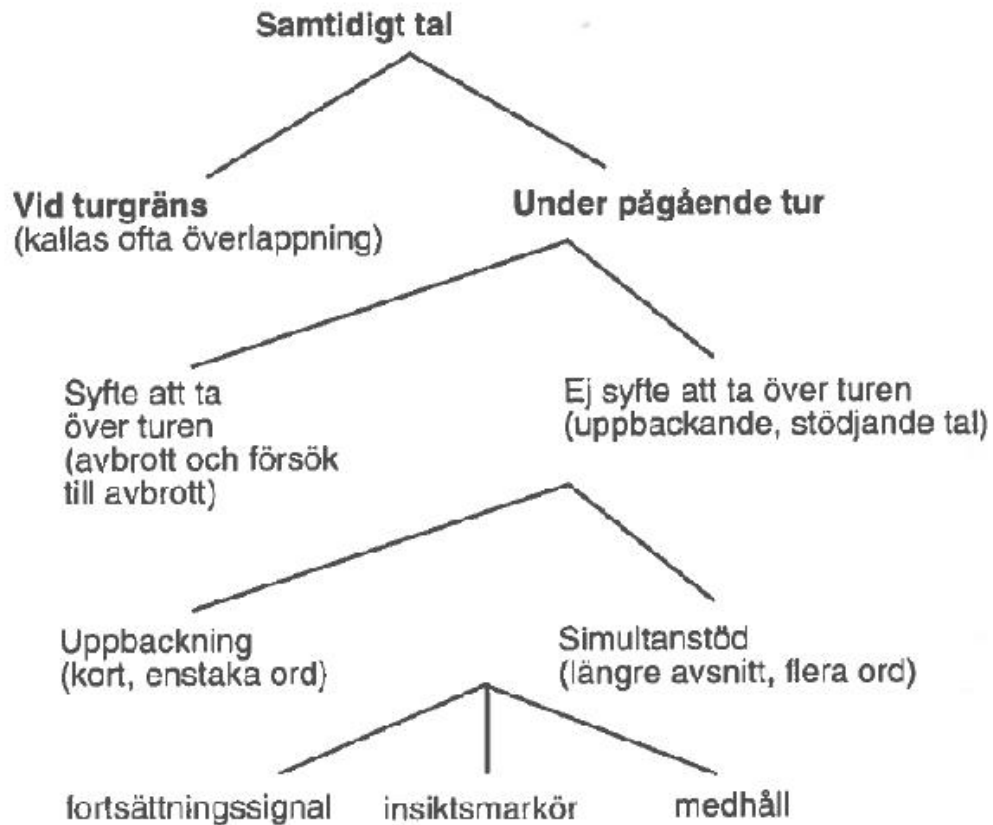 Samtidigt tal
Vid turgräns
(kallas ofta överlappning)
Under pågående tur
Syfte att ta
över turen
(avbrott och försök
till avbrott)
Ej syfte att ta över turen
(uppbackande, stödjande tal)
Uppbackning
(kort, enstaka ord)
Simultanstöd
(längre avsnitt, flera ord)
fortsättningssignal
insiktsmarkör
medhåll